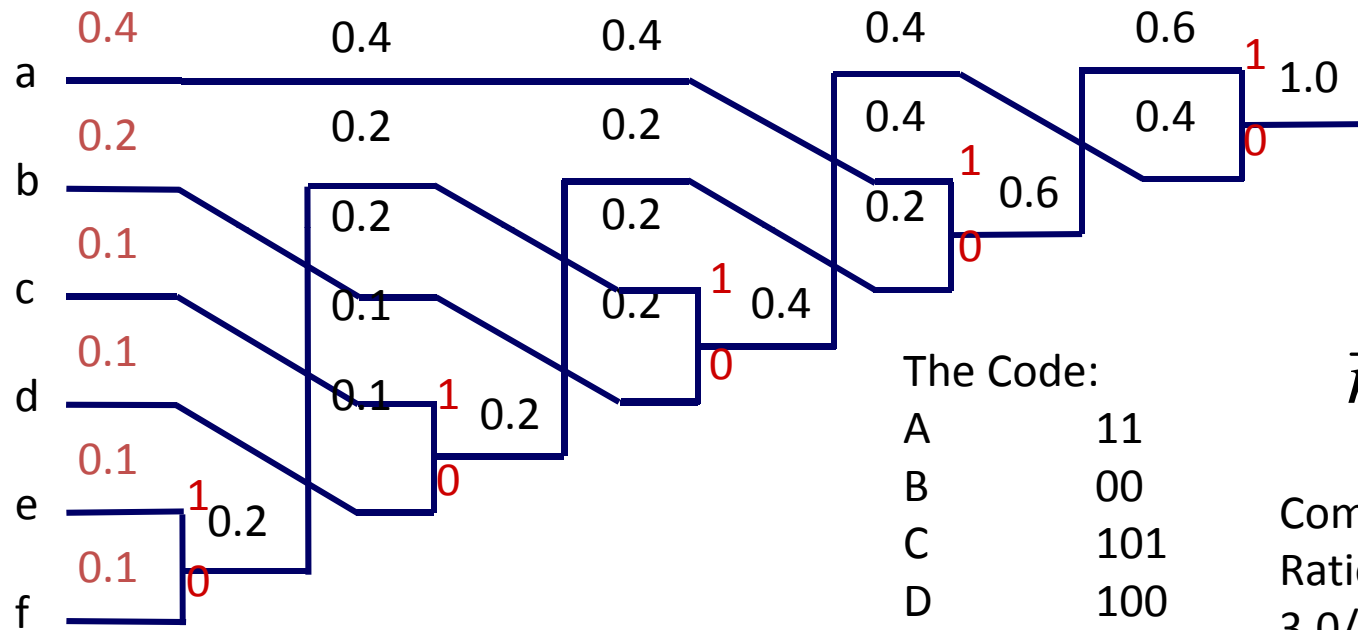 0.4 0.4 0.4 0.4 0.6
a 1 1.0
0.2 0.2 0.2 0.4 0.4 0
b 1
0.2 0.2 0.2 0.6
0.1 0
c 1
0.1 0.2 0.4
0.1 0 The Code:
d 0.1 1
0.2 A 11
0.1 0
e 1 B 00
0.2 C 101
0.1 0
f D 100